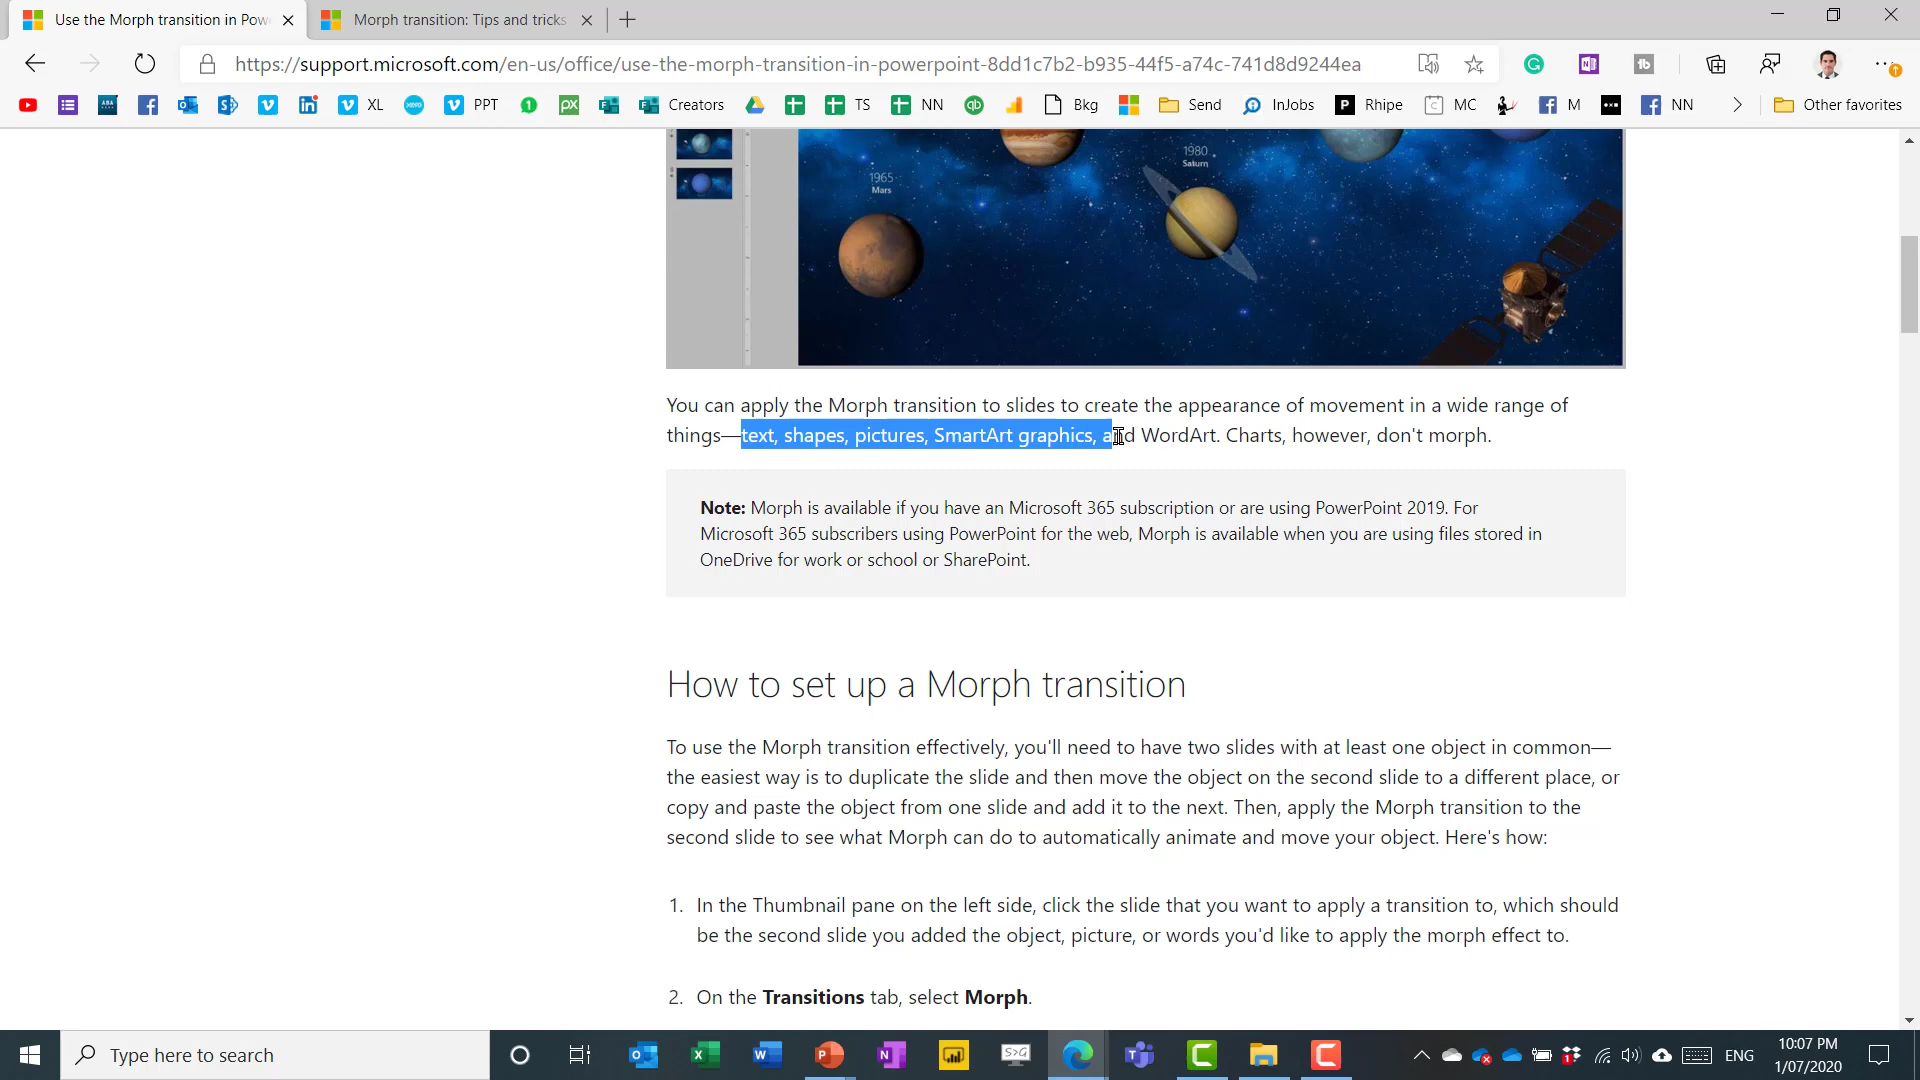 Use the Morph transition in Pow
Morph transition: Tips and tricks
https://support.microsoft.com/en-us/office/use-the-morph-transition-in-powerpoint-8dd1c7b2-b935-44f5-a74c-741d8d9244ea
XL
PPT
Creators
TS
NN
Bkg
Send
InJobs
Rhipe
MC
M
NN
Other favorites
1980
Saturn
1965
Mars
You can apply the Morph transition to slides to create the appearance of movement in a wide range of
things—text, shapes, pictures, SmartArt graphics, and WordArt. Charts, however, don't morph.
Note: Morph is available if you have an Microsoft 365 subscription or are using PowerPoint 2019. For
Microsoft 365 subscribers using PowerPoint for the web, Morph is available when you are using files stored in
OneDrive for work or school or SharePoint.
How to set up a Morph transition
To use the Morph transition effectively, you'll need to have two slides with at least one object in common—
the easiest way is to duplicate the slide and then move the object on the second slide to a different place, or
copy and paste the object from one slide and add it to the next. Then, apply the Morph transition to the
second slide to see what Morph can do to automatically animate and move your object. Here's how:
1. In the Thumbnail pane on the left side, click the slide that you want to apply a transition to, which should
be the second slide you added the object, picture, or words you'd like to apply the morph effect to.
2. On the Transitions tab, select Morph.
Type here to search
ENG
10:07 PM
1/07/2020